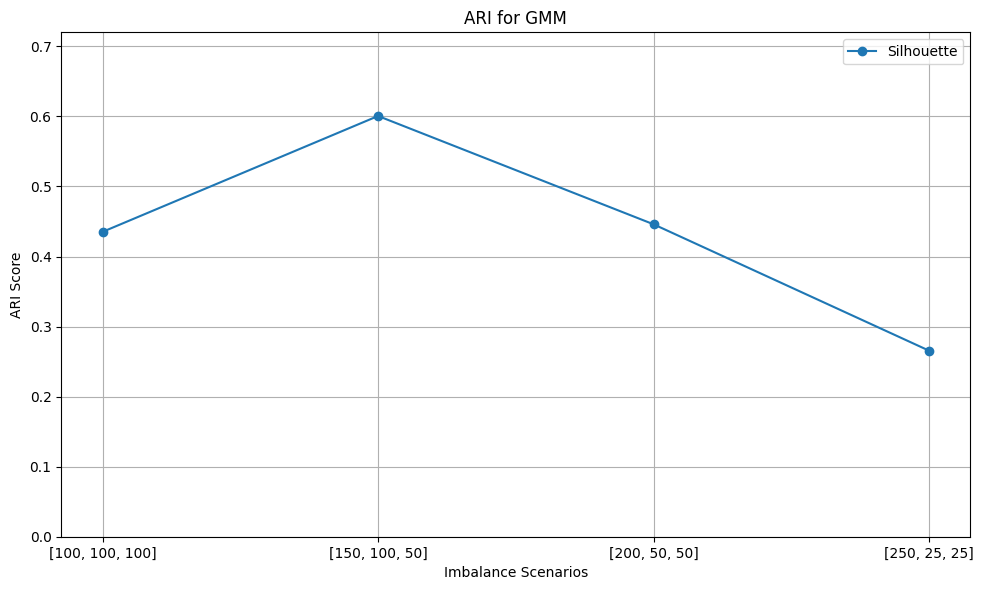 ARI for GMM
Silhouette
ARI Score
0.7
0.6
0.5
0.4
0.3
0.2
0.1
0.0
[100, 100, 100]
[150, 100, 50]
[200, 50, 50]
[250, 25, 25]
Imbalance Scenarios